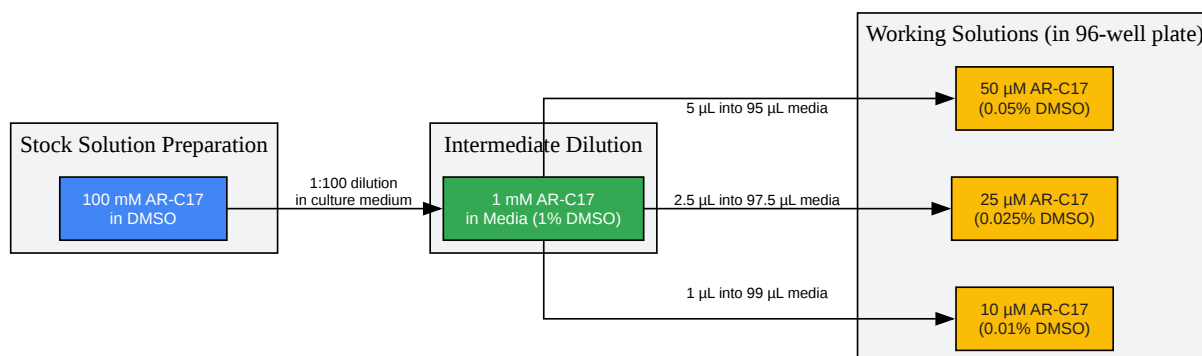 Stock Solution Preparation
100 mM AR-C17
in DMSO
1:100 dilution
in culture medium
Intermediate Dilution
1 mM AR-C17
in Media (1% DMSO)
5 µL into 95 µL media
2.5 µL into 97.5 µL media
1 µL into 99 µL media
Working Solutions (in 96-well plate)
50 µM AR-C17
(0.05% DMSO)
25 µM AR-C17
(0.025% DMSO)
10 µM AR-C17
(0.01% DMSO)